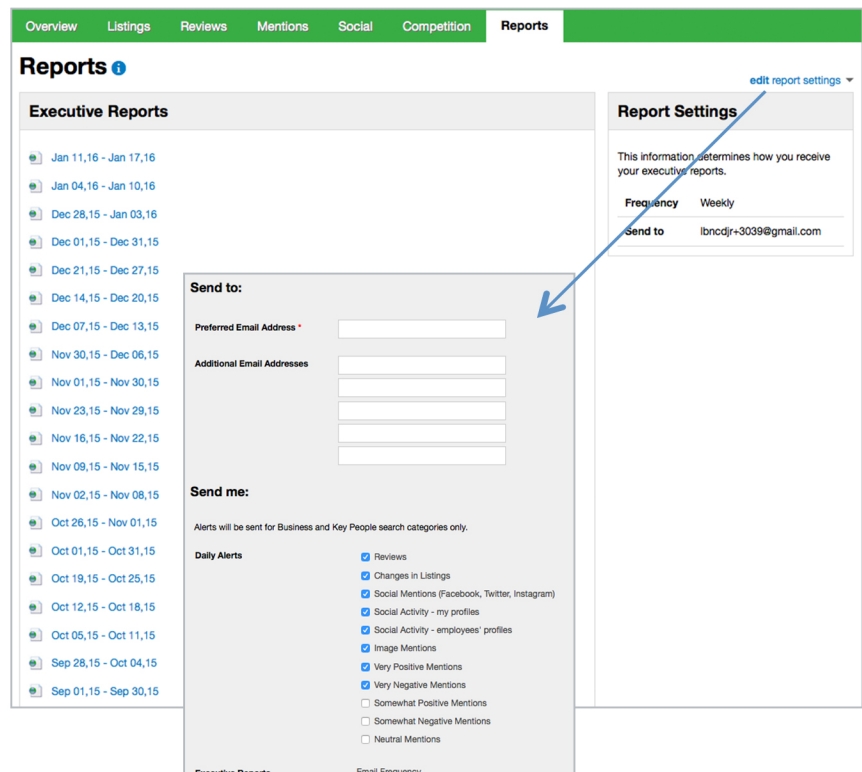 Overview Listings Reviews Mentions Social Competition Reports
Reports
edit report settings
Executive Reports
Jan 11,16 - Jan 17,16
Jan 04,16 - Jan 10,16
Dec 28,15 - Jan 03,16
Dec 01,15 - Dec 31,15
Dec 21,15 - Dec 27,15
Dec 14,15 - Dec 20,15
Dec 07,15 - Dec 13,15
Nov 30,15 - Dec 06,15
Nov 01,15 - Nov 30,15
Nov 23,15 - Nov 29,15
Nov 16,15 - Nov 22,15
Nov 09,15 - Nov 15,15
Nov 02,15 - Nov 08,15
Oct 26,15 - Nov 01,15
Oct 01,15 - Oct 31,15
Oct 19,15 - Oct 25,15
Oct 12,15 - Oct 18,15
Oct 05,15 - Oct 11,15
Sep 28,15 - Oct 04,15
Sep 01,15 - Sep 30,15
Report Settings
This information determines how you receive
your executive reports.
Frequency Weekly
Send to lbncdjr+3039@gmail.com
Send to:
Preferred Email Address *
Additional Email Addresses
Send me:
Alerts will be sent for Business and Key People search categories only.
Daily Alerts
Reviews
Changes in Listings
Social Mentions (Facebook, Twitter, Instagram)
Social Activity - my profiles
Social Activity - employees' profiles
Image Mentions
Very Positive Mentions
Very Negative Mentions
Somewhat Positive Mentions
Somewhat Negative Mentions
Neutral Mentions
Executive Reports Email Frequency